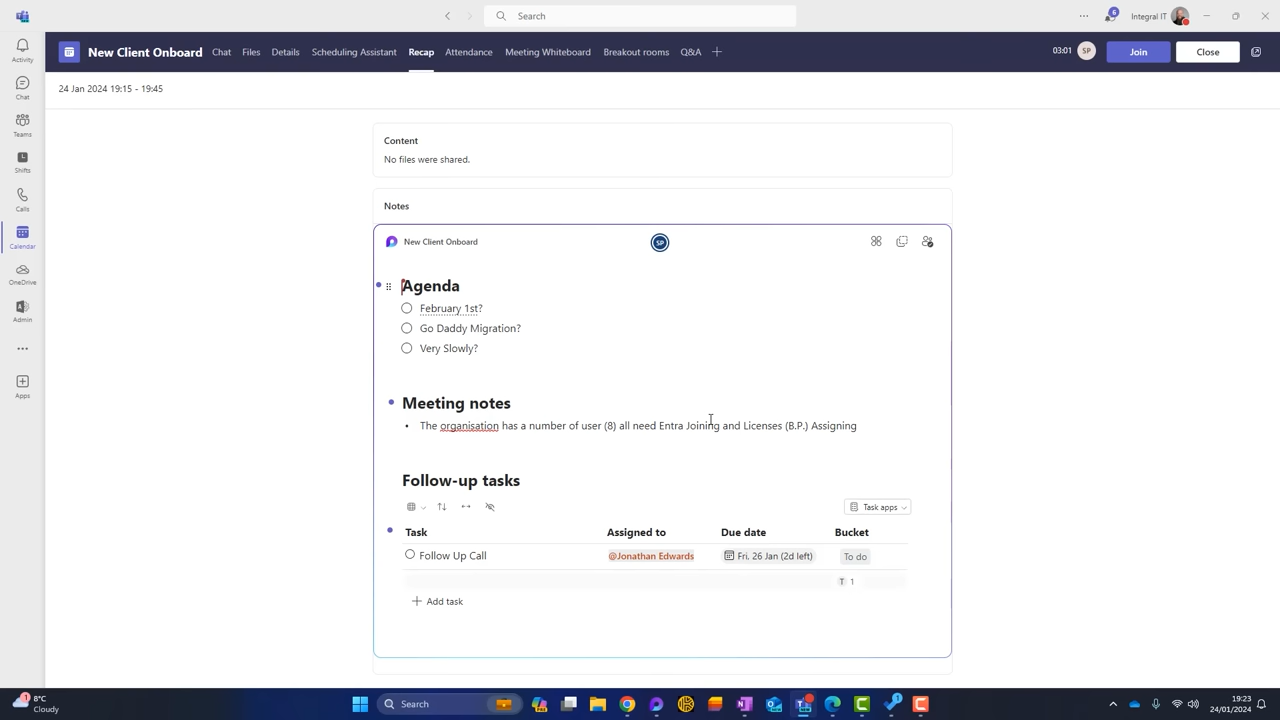 Search
6
Integral IT
New Client Onboard
Chat
Files
Details
Scheduling Assistant
Recap
Attendance
Meeting Whiteboard
Breakout rooms
Q&A
03:01
SP
Join
Close
Activity
Chat
Teams
Shifts
Calls
Calendar
OneDrive
Admin
Apps
24 Jan 2024 19:15 - 19:45
Content
No files were shared.
Notes
New Client Onboard
SP
Agenda
February 1st?
Go Daddy Migration?
Very Slowly?
Meeting notes
• The organisation has a number of user (8) all need Entra Joining and Licenses (B.P.) Assigning
Follow-up tasks
Task apps
Task Assigned to Due date Bucket
Follow Up Call @Jonathan Edwards Fri, 26 Jan (2d left) To do
T 1
Add task
1
8°C
Cloudy
Search
1
19:23
24/01/2024